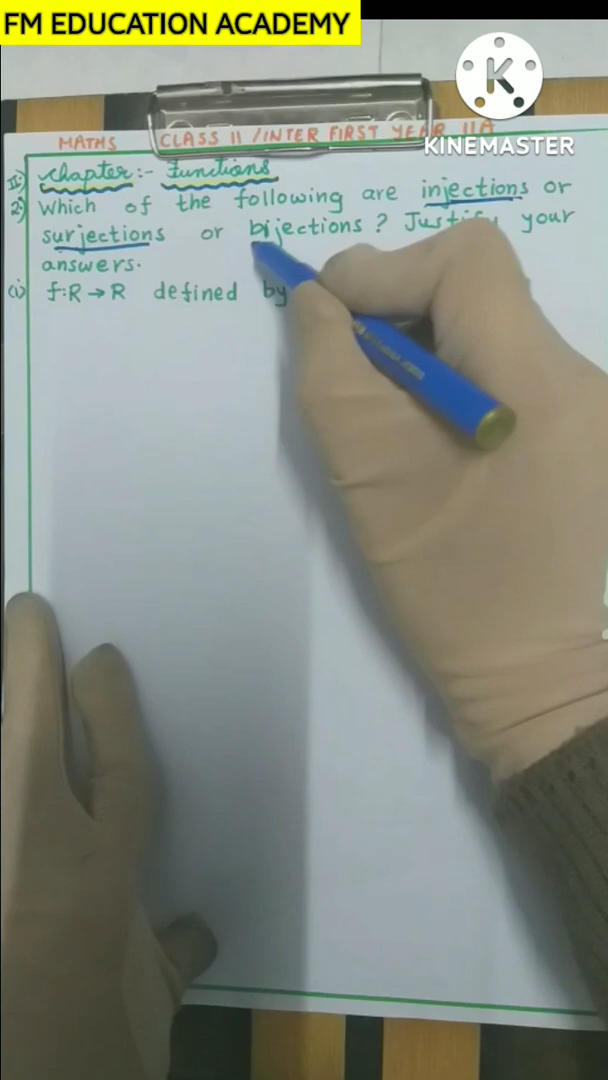 FM EDUCATION ACADEMY
K
KINEMASTER
MATHS CLASS 11 / INTER FIRST YEAR IIA
II) Chapter:- Functions
2) Which of the following are injections or
surjections or bijections? Justify your
answers.
(i) f:R→R defined by